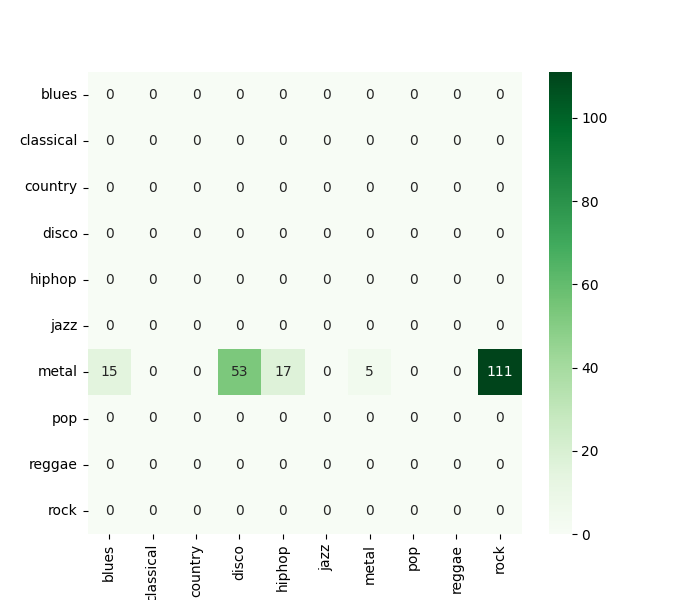 blues 0 0 0 0 0 0 0 0 0 0
classical 0 0 0 0 0 0 0 0 0 0
country 0 0 0 0 0 0 0 0 0 0
disco 0 0 0 0 0 0 0 0 0 0
hiphop 0 0 0 0 0 0 0 0 0 0
jazz 0 0 0 0 0 0 0 0 0 0
metal 15 0 0 53 17 0 5 0 0 111
pop 0 0 0 0 0 0 0 0 0 0
reggae 0 0 0 0 0 0 0 0 0 0
rock 0 0 0 0 0 0 0 0 0 0
blues classical country disco hiphop jazz metal pop reggae rock
100
80
60
40
20
0